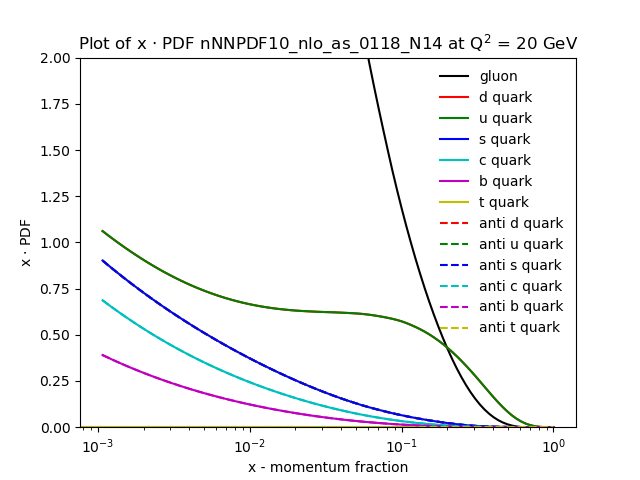 Plot of x · PDF nNNPDF10_nlo_as_0118_N14 at Q² = 20 GeV
2.00
1.75
1.50
1.25
1.00
0.75
0.50
0.25
0.00
x · PDF
gluon
d quark
u quark
s quark
c quark
b quark
t quark
anti d quark
anti u quark
anti s quark
anti c quark
anti b quark
anti t quark
10⁻³ 10⁻² 10⁻¹ 10⁰
x - momentum fraction